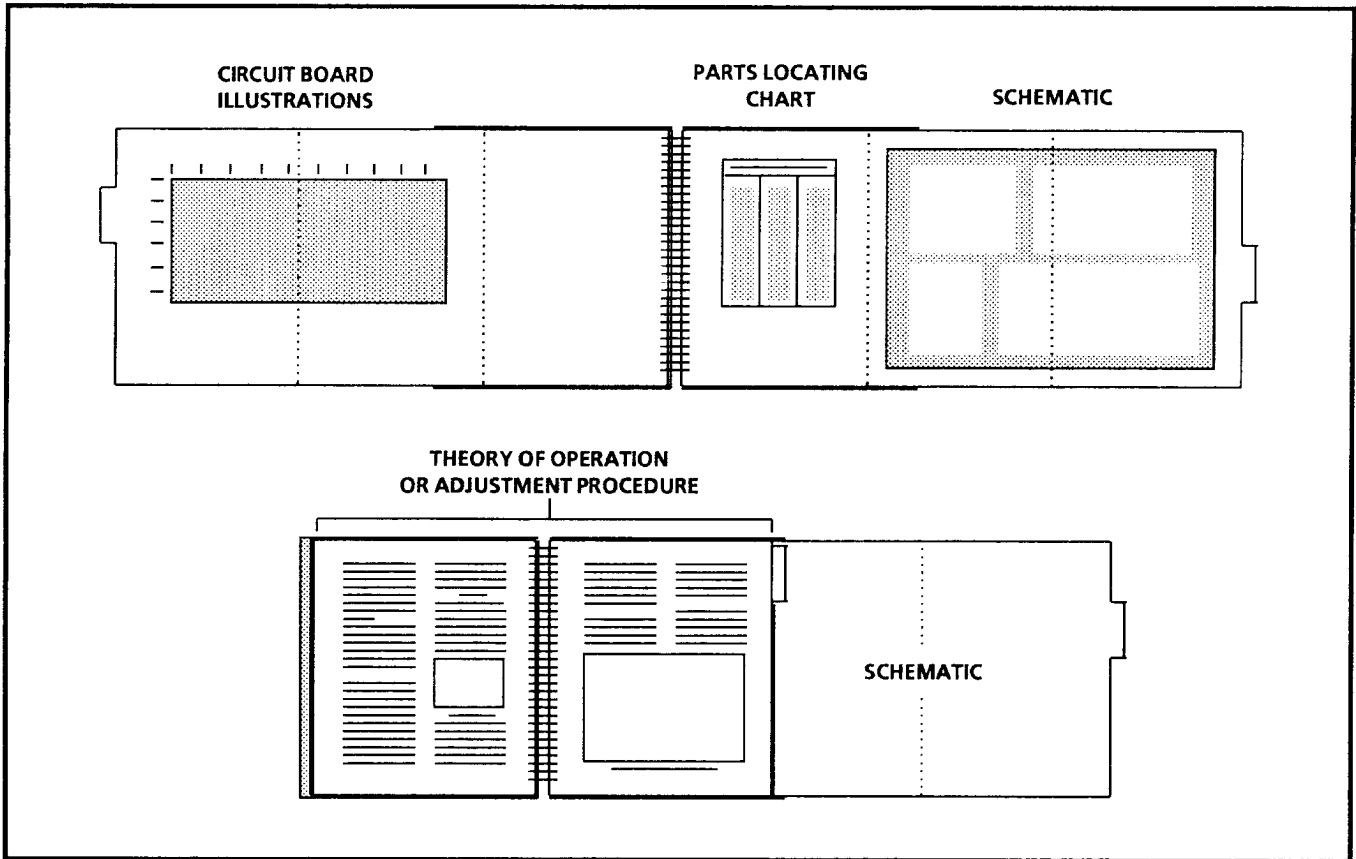 CIRCUIT BOARD
ILLUSTRATIONS
PARTS LOCATING
CHART
SCHEMATIC
THEORY OF OPERATION
OR ADJUSTMENT PROCEDURE
SCHEMATIC